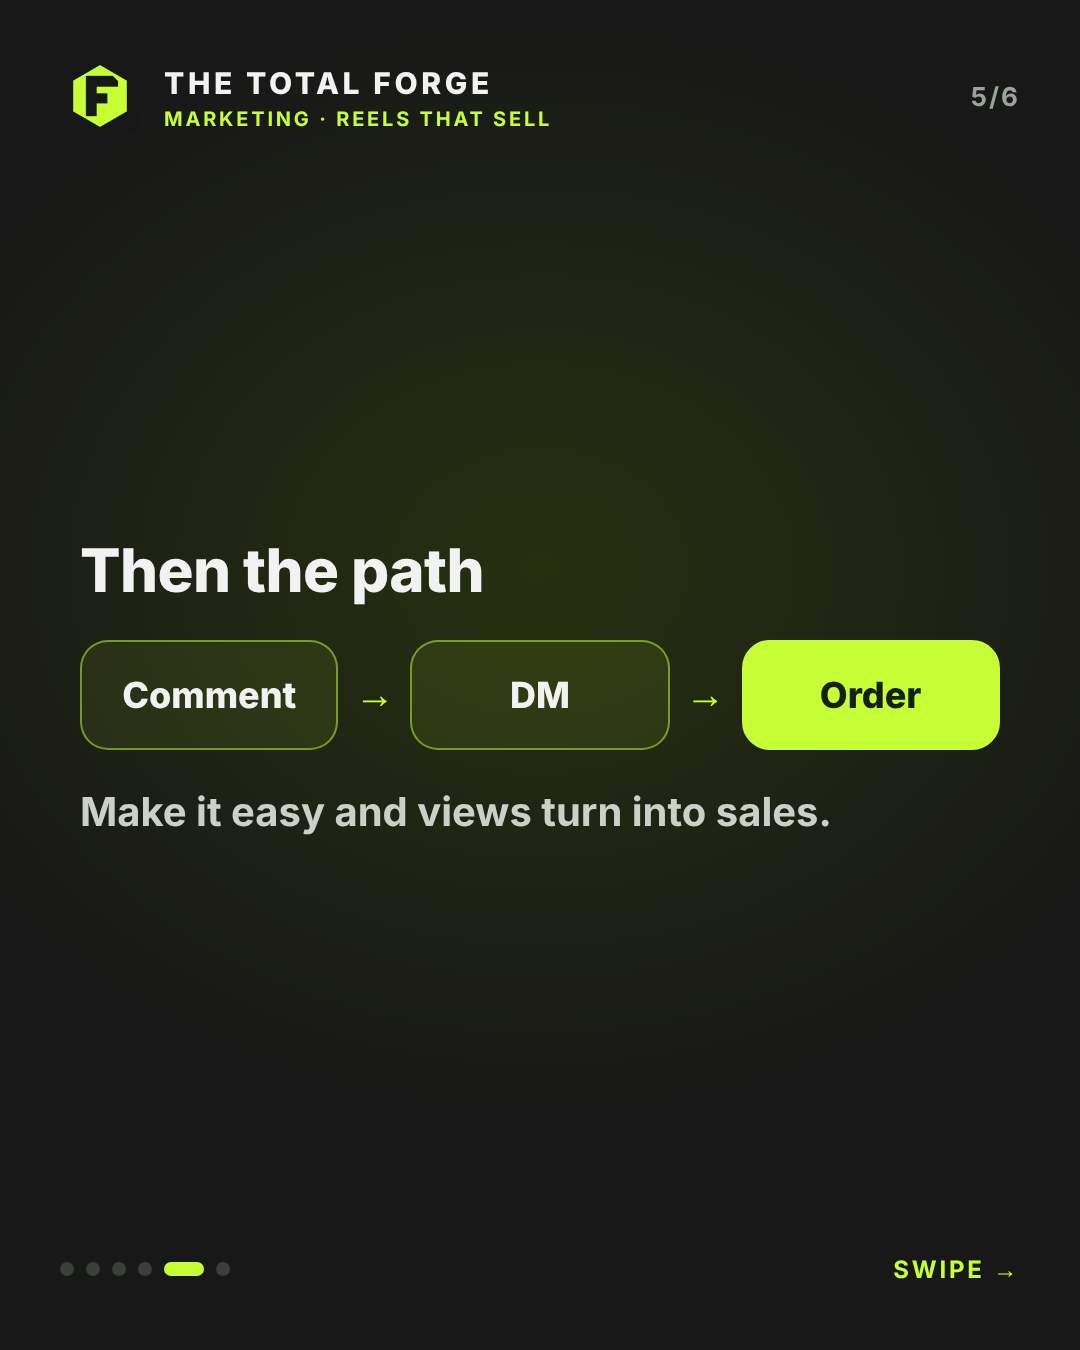 THE TOTAL FORGE
MARKETING · REELS THAT SELL
5/6
Then the path
Comment → DM → Order
Make it easy and views turn into sales.
SWIPE →